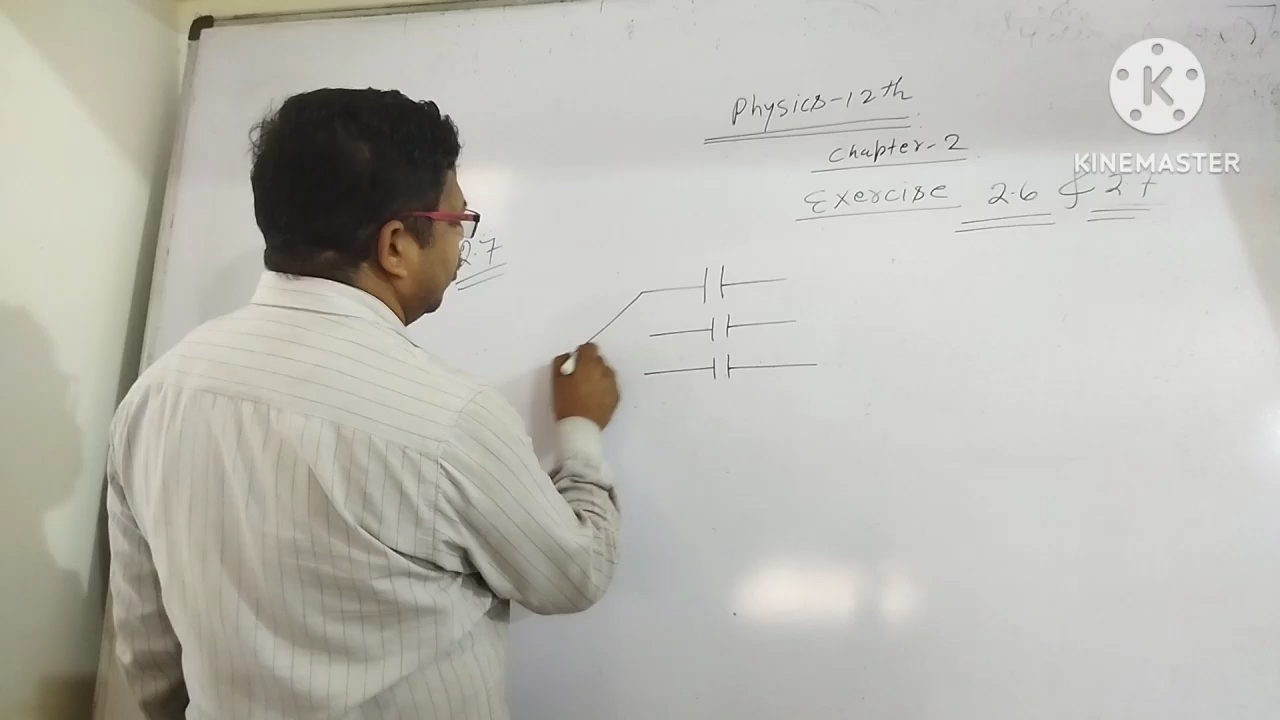 Physics-12th
Chapter-2
Exercise 2.6 & 2.7
2.7
K
KINEMASTER